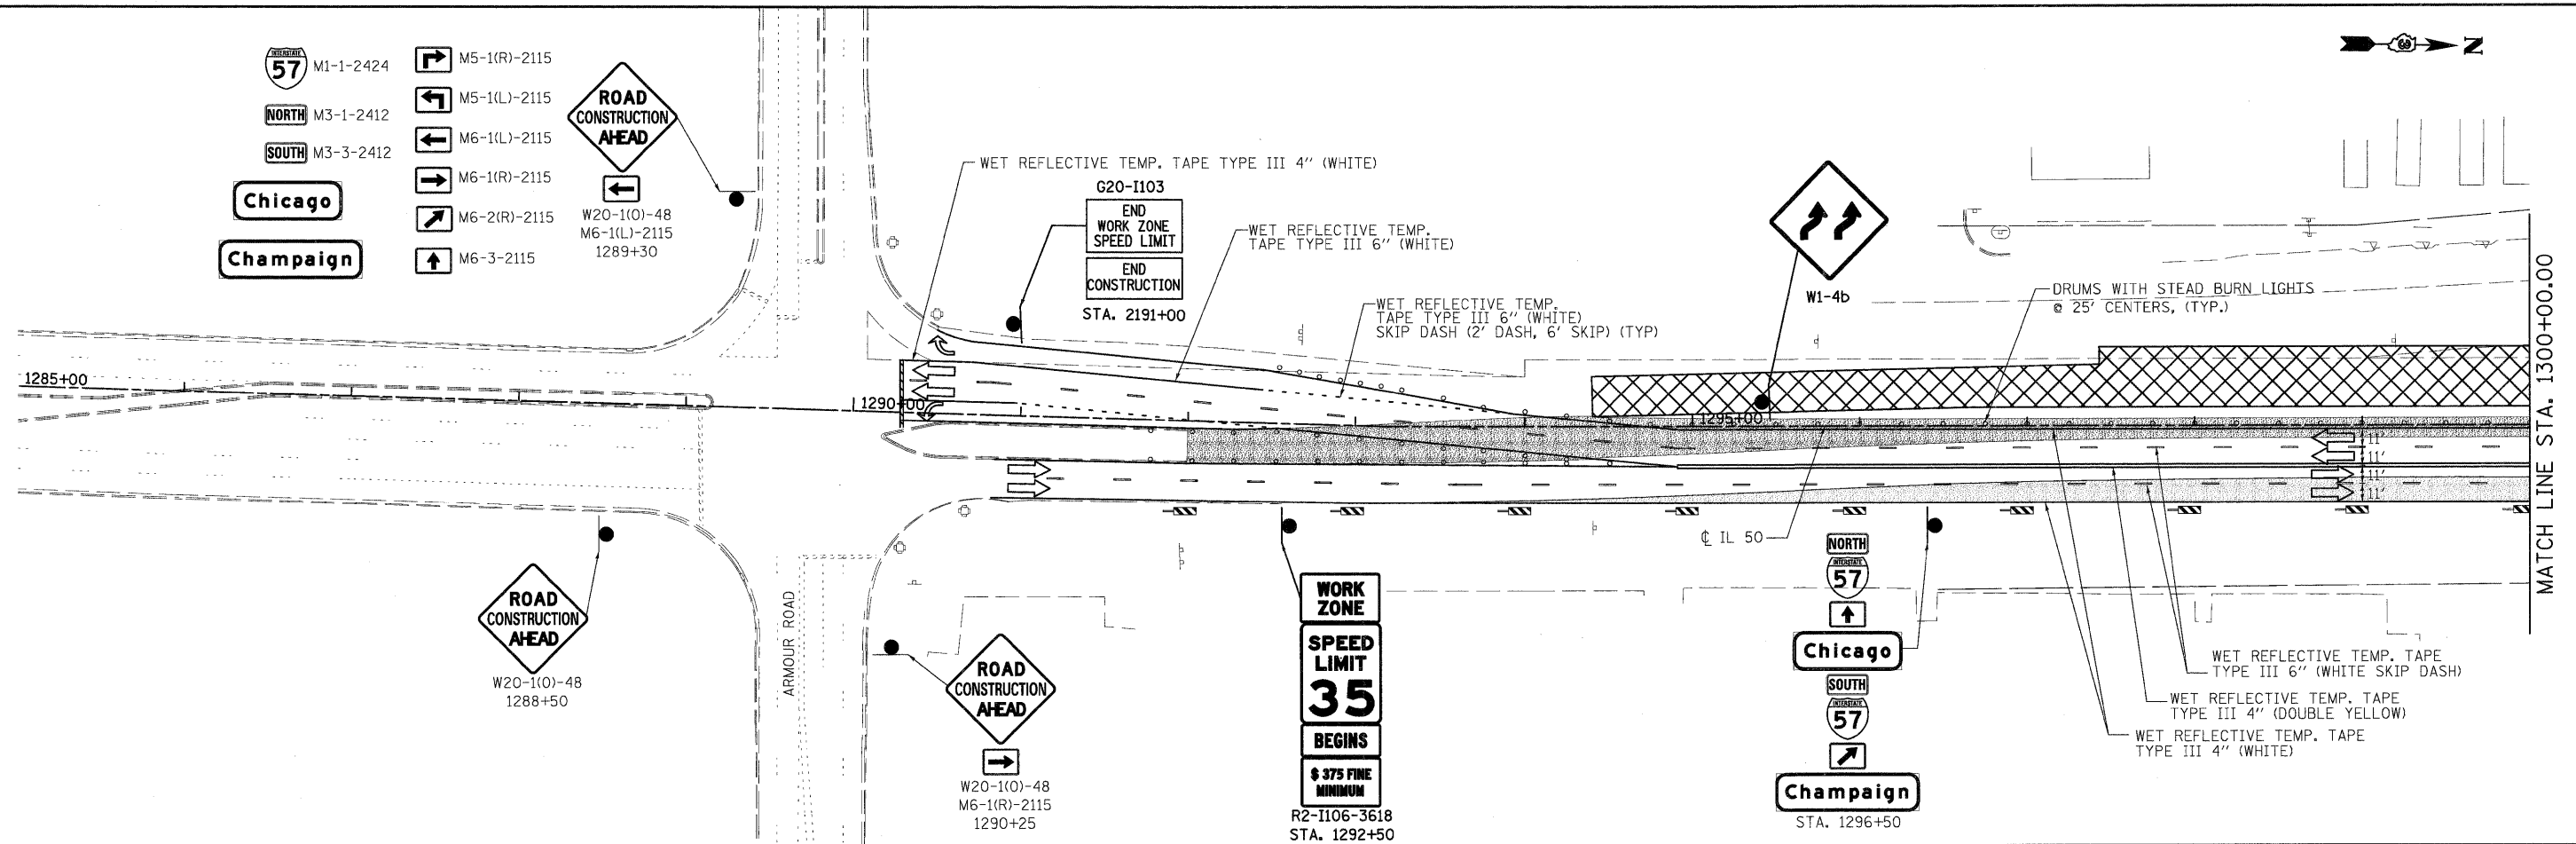 INTERSTATE
57 M1-1-2424
NORTH M3-1-2412
SOUTH M3-3-2412
Chicago
Champaign
M5-1(R)-2115
M5-1(L)-2115
M6-1(L)-2115
M6-1(R)-2115
M6-2(R)-2115
M6-3-2115
ROAD
CONSTRUCTION
AHEAD
W20-1(O)-48
M6-1(L)-2115
1289+30
WET REFLECTIVE TEMP. TAPE TYPE III 4" (WHITE)
G20-I103
END
WORK ZONE
SPEED LIMIT
END
CONSTRUCTION
STA. 2191+00
WET REFLECTIVE TEMP.
TAPE TYPE III 6" (WHITE)
WET REFLECTIVE TEMP.
TAPE TYPE III 6" (WHITE)
SKIP DASH (2' DASH, 6' SKIP) (TYP)
W1-4b
DRUMS WITH STEAD BURN LIGHTS
@ 25' CENTERS, (TYP.)
N
MATCH LINE STA. 1300+00.00
1285+00
1290+00
1295+00
11'
11'
11'
11'
℄ IL 50
ROAD
CONSTRUCTION
AHEAD
W20-1(O)-48
1288+50
ARMOUR ROAD
ROAD
CONSTRUCTION
AHEAD
W20-1(O)-48
M6-1(R)-2115
1290+25
WORK
ZONE
SPEED
LIMIT
35
BEGINS
$ 375 FINE
MINIMUM
R2-I106-3618
STA. 1292+50
NORTH
INTERSTATE
57
Chicago
SOUTH
INTERSTATE
57
Champaign
STA. 1296+50
WET REFLECTIVE TEMP. TAPE
TYPE III 6" (WHITE SKIP DASH)
WET REFLECTIVE TEMP. TAPE
TYPE III 4" (DOUBLE YELLOW)
WET REFLECTIVE TEMP. TAPE
TYPE III 4" (WHITE)